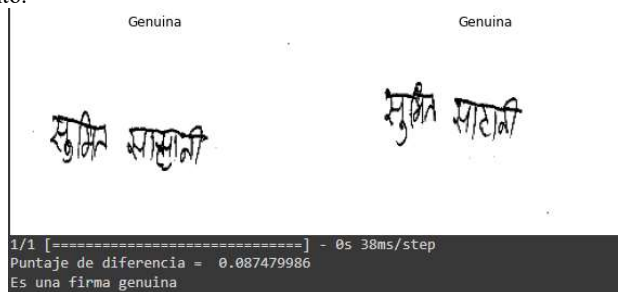 Genuina Genuina
सुमित साहानी सुमित साहानी
1/1 [==============================] - 0s 38ms/step
Puntaje de diferencia = 0.087479986
Es una firma genuina